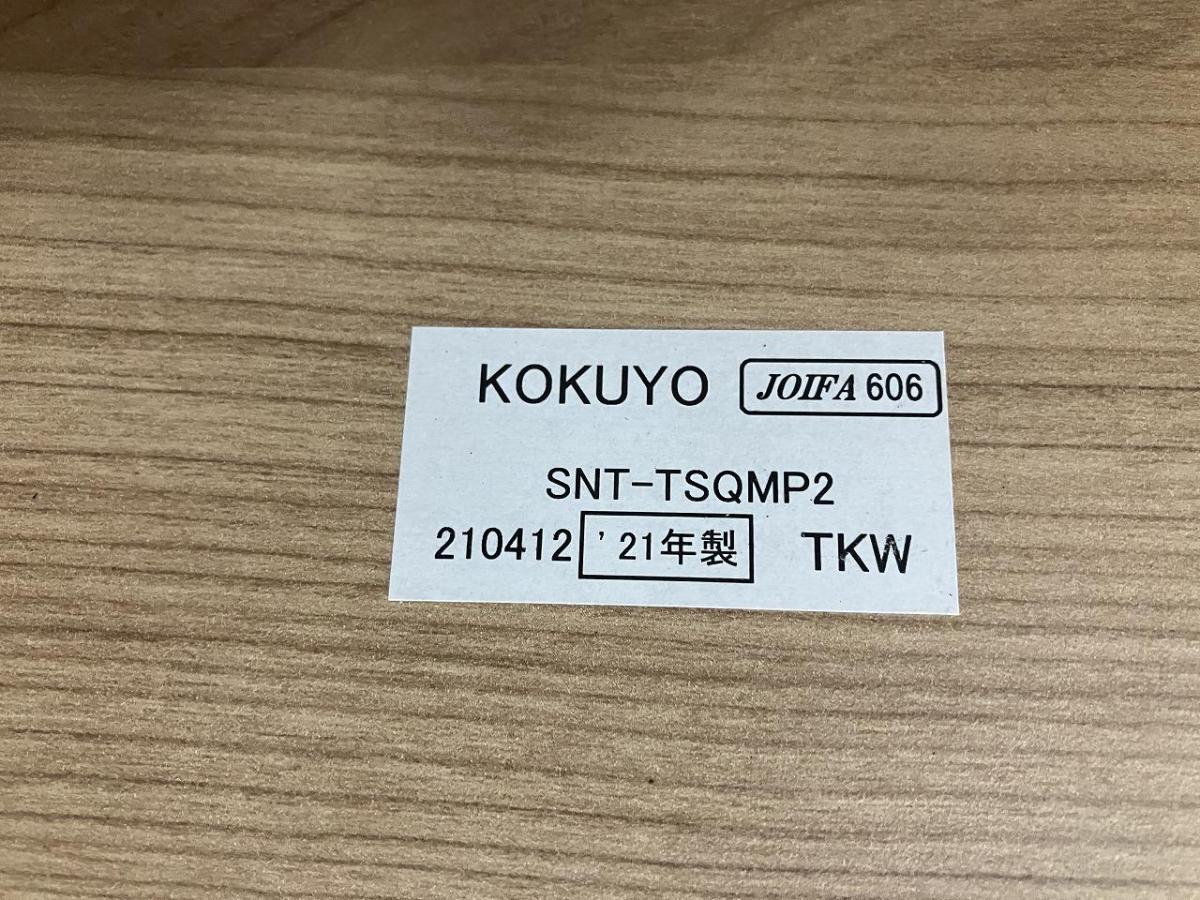 KOKUYO JOIFA 606
SNT-TSQMP2
210412 '21年製 TKW